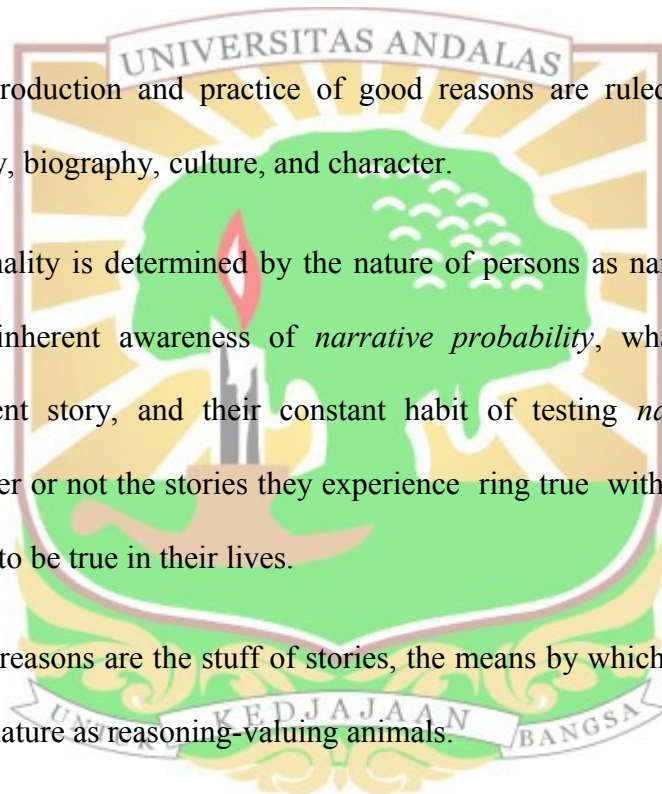 UNIVERSITAS ANDALAS
roduction and practice of good reasons are ruled
y, biography, culture, and character.
nality is determined by the nature of persons as nar
inherent awareness of narrative probability, wha
ent story, and their constant habit of testing na
er or not the stories they experience ring true with
to be true in their lives.
reasons are the stuff of stories, the means by which
nature as reasoning-valuing animals.
UNTUK KEDJAJAAN BANGSA